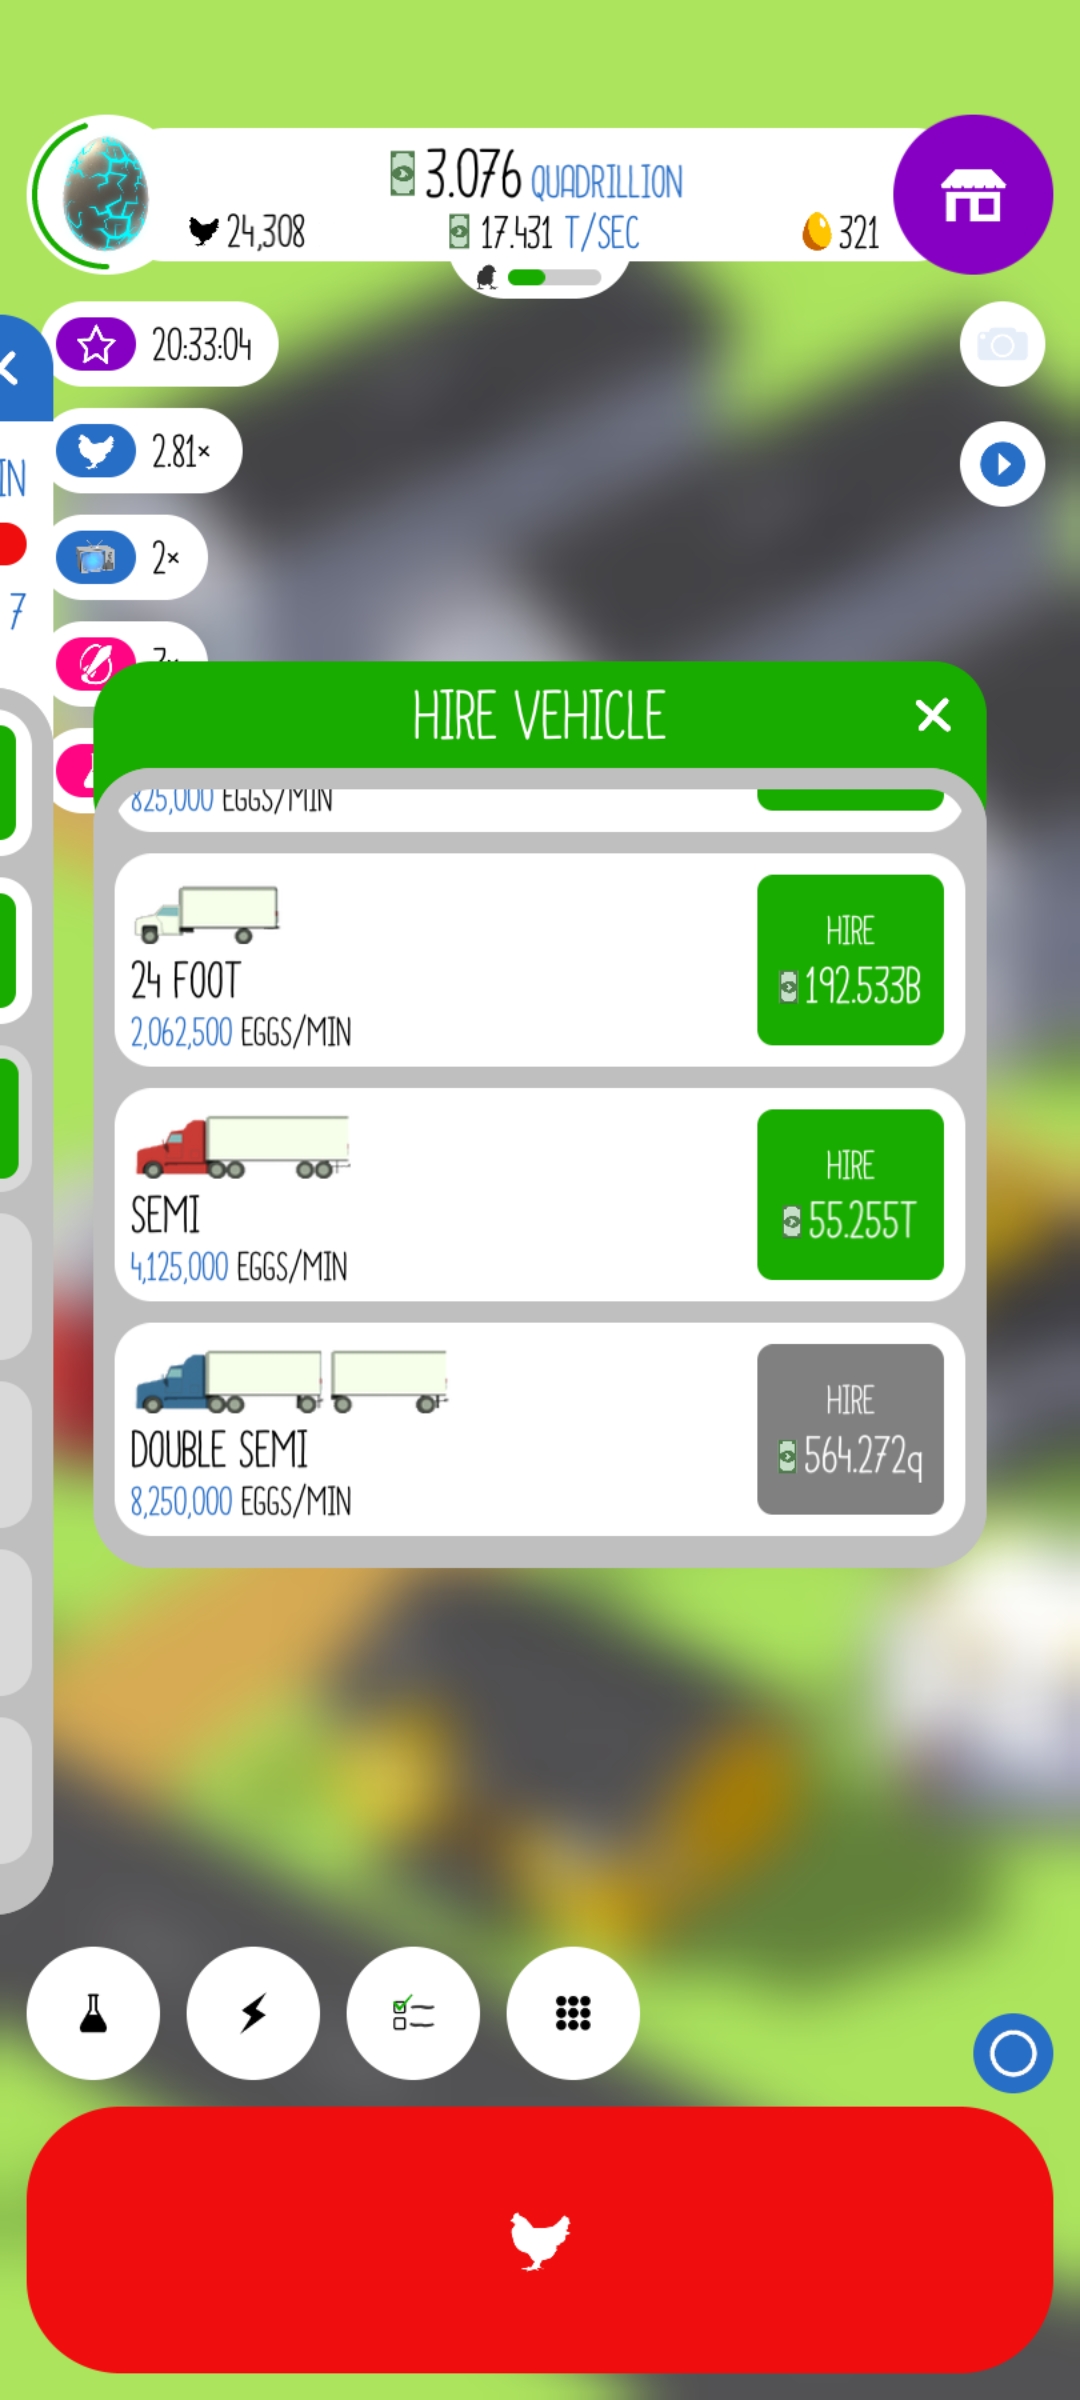 3.076 QUADRILLION
24,308
17.431 T/SEC
321
20:33:04
2.81×
IN
2×
7
HIRE VEHICLE
825,000 EGGS/MIN
HIRE
24 FOOT
192.533B
2,062,500 EGGS/MIN
HIRE
SEMI
55.255T
4,125,000 EGGS/MIN
HIRE
DOUBLE SEMI
564.272q
8,250,000 EGGS/MIN